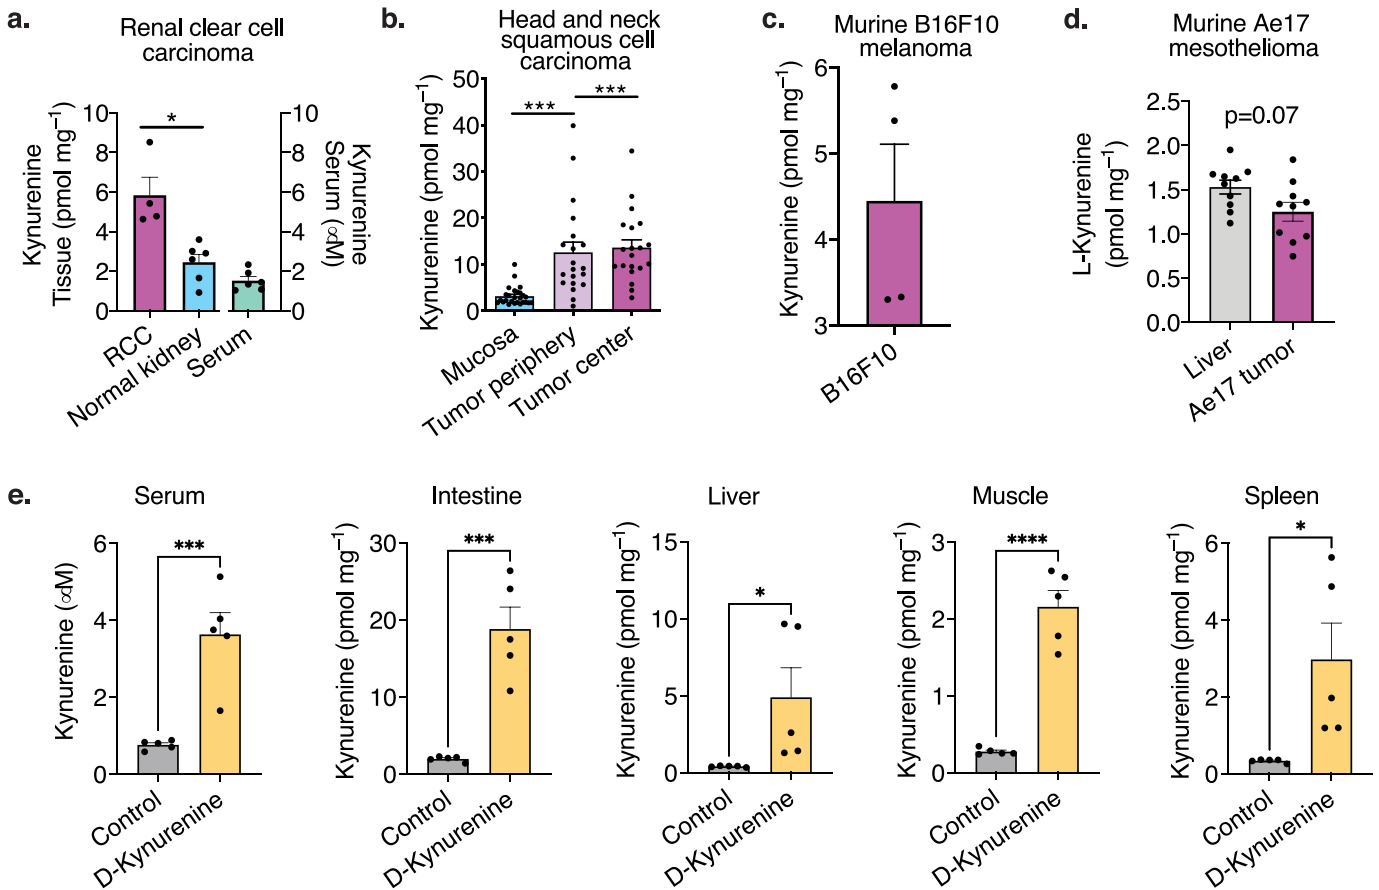 a.
Renal clear cell
carcinoma
Kynurenine
Tissue (pmol mg⁻¹)
10
8
6
4
2
0
*
10
8
6
4
2
0
Kynurenine
Serum (∝M)
RCC
Normal kidney
Serum
b.
Head and neck
squamous cell
carcinoma
Kynurenine (pmol mg⁻¹)
50
40
30
20
10
0
***
***
Mucosa
Tumor periphery
Tumor center
c.
Murine B16F10
melanoma
Kynurenine (pmol mg⁻¹)
6
5
4
3
B16F10
d.
Murine Ae17
mesothelioma
L-Kynurenine
(pmol mg⁻¹)
2.5
2.0
1.5
1.0
0.5
0.0
p=0.07
Liver
Ae17 tumor
e.
Serum
Kynurenine (∝M)
6
4
2
0
***
Control
D-Kynurenine
Intestine
Kynurenine (pmol mg⁻¹)
30
20
10
0
***
Control
D-Kynurenine
Liver
Kynurenine (pmol mg⁻¹)
15
10
5
0
*
Control
D-Kynurenine
Muscle
Kynurenine (pmol mg⁻¹)
3
2
1
0
****
Control
D-Kynurenine
Spleen
Kynurenine (pmol mg⁻¹)
6
4
2
0
*
Control
D-Kynurenine